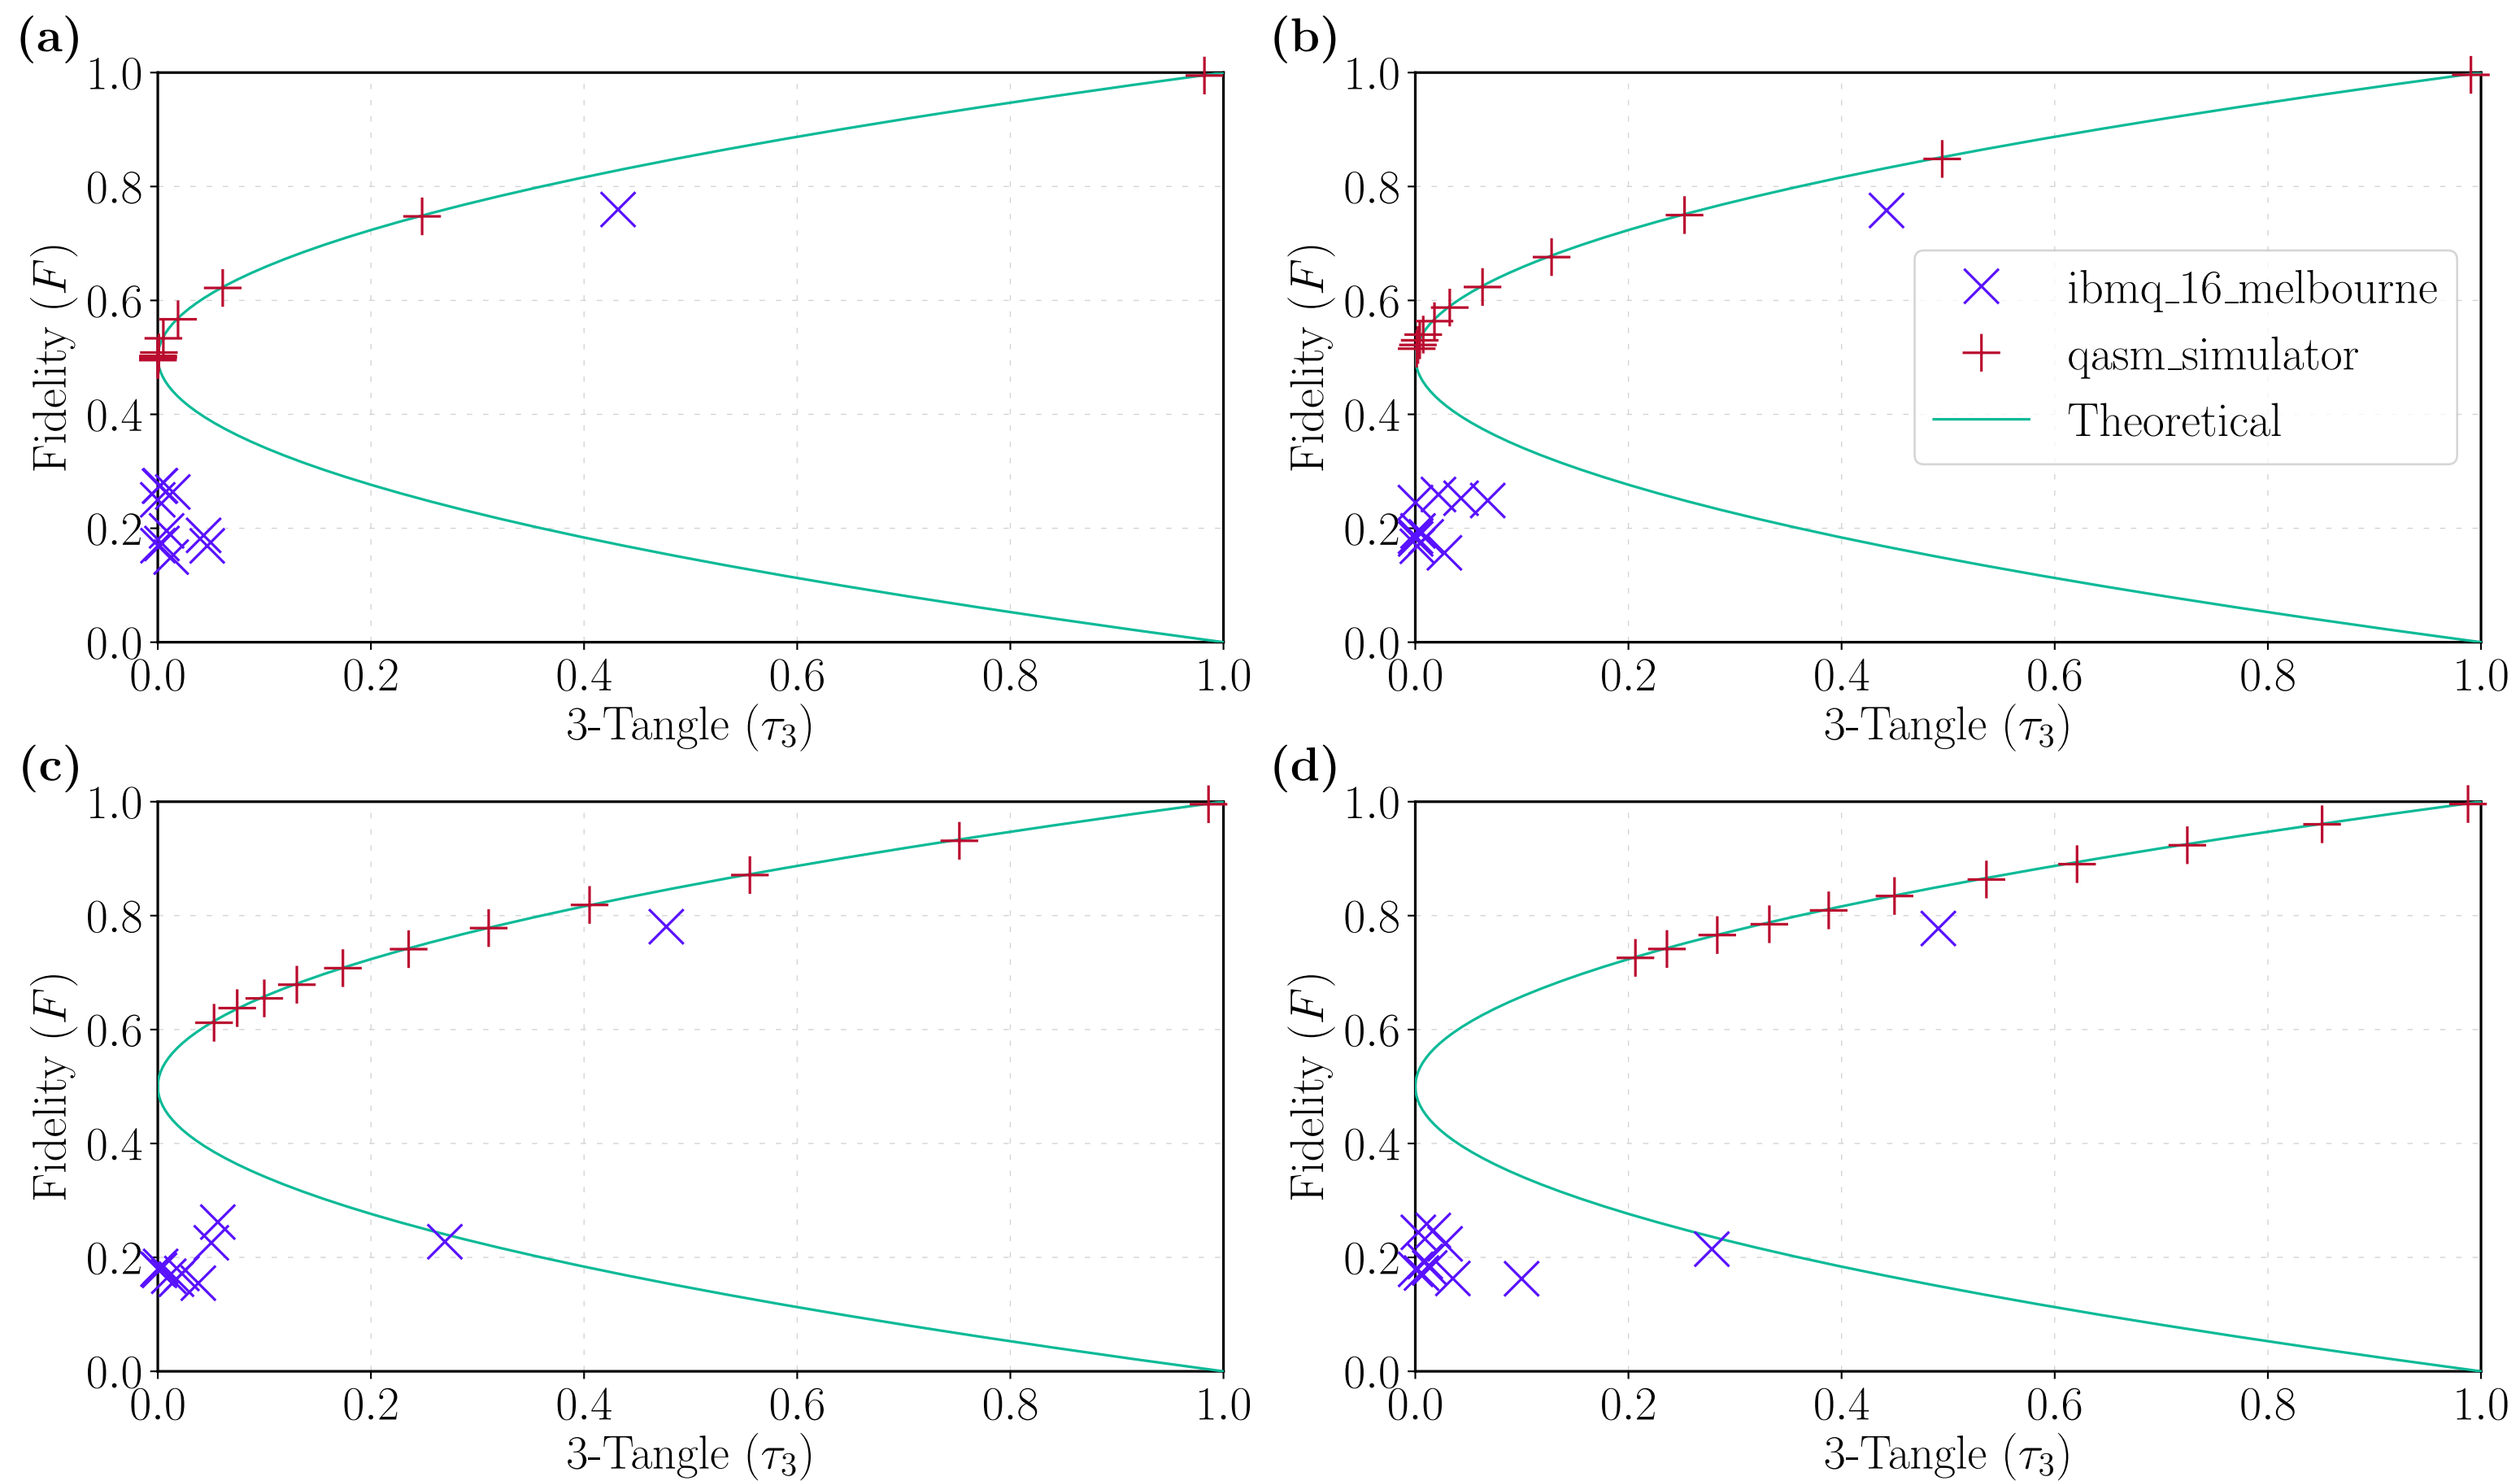 (a)
1.0
0.8
0.6
0.4
0.2
0.0
Fidelity (F)
0.0 0.2 0.4 0.6 0.8 1.0
3-Tangle (τ3)
(b)
1.0
0.8
0.6
0.4
0.2
0.0
Fidelity (F)
ibmq_16_melbourne
qasm_simulator
Theoretical
0.0 0.2 0.4 0.6 0.8 1.0
3-Tangle (τ3)
(c)
1.0
0.8
0.6
0.4
0.2
0.0
Fidelity (F)
0.0 0.2 0.4 0.6 0.8 1.0
3-Tangle (τ3)
(d)
1.0
0.8
0.6
0.4
0.2
0.0
Fidelity (F)
0.0 0.2 0.4 0.6 0.8 1.0
3-Tangle (τ3)